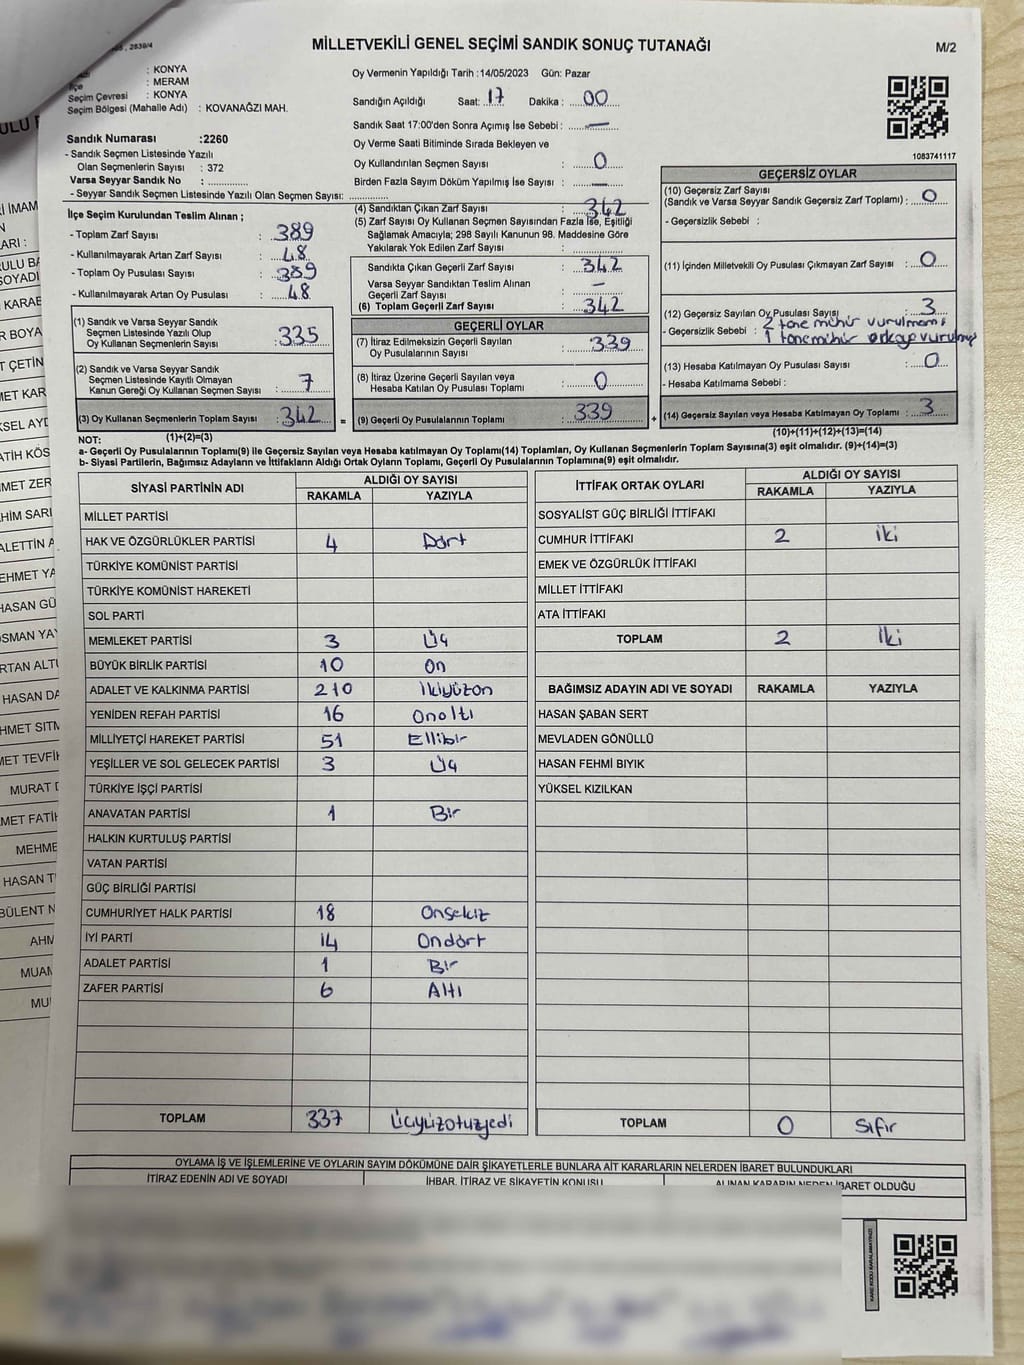 , 2839/4
MİLLETVEKİLİ GENEL SEÇİMİ SANDIK SONUÇ TUTANAĞI
M/2
: KONYA
İlçe : MERAM
Seçim Çevresi : KONYA
Seçim Bölgesi (Mahalle Adı) : KOVANAĞZI MAH.
Sandık Numarası :2260
- Sandık Seçmen Listesinde Yazılı
Olan Seçmenlerin Sayısı : 372
Varsa Seyyar Sandık No : ..............
- Seyyar Sandık Seçmen Listesinde Yazılı Olan Seçmen Sayısı: ..............
Oy Vermenin Yapıldığı Tarih :14/05/2023 Gün: Pazar
Sandığın Açıldığı Saat: 17 Dakika : 00
Sandık Saat 17:00'den Sonra Açımış İse Sebebi : —
Oy Verme Saati Bitiminde Sırada Bekleyen ve
Oy Kullandırılan Seçmen Sayısı : 0
Birden Fazla Sayım Döküm Yapılmış İse Sayısı : —
1083741117
İlçe Seçim Kurulundan Teslim Alınan ;
- Toplam Zarf Sayısı : 389
- Kullanılmayarak Artan Zarf Sayısı : 48
- Toplam Oy Pusulası Sayısı : 389
- Kullanılmayarak Artan Oy Pusulası : 48
(4) Sandıktan Çıkan Zarf Sayısı : 342
(5) Zarf Sayısı Oy Kullanan Seçmen Sayısından Fazla İse, Eşitliği
Sağlamak Amacıyla; 298 Sayılı Kanunun 98. Maddesine Göre
Yakılarak Yok Edilen Zarf Sayısı :
Sandıkta Çıkan Geçerli Zarf Sayısı : 342
Varsa Seyyar Sandıktan Teslim Alınan
Geçerli Zarf Sayısı : —
(6) Toplam Geçerli Zarf Sayısı : 342
GEÇERSİZ OYLAR
(10) Geçersiz Zarf Sayısı
(Sandık ve Varsa Seyyar Sandık Geçersiz Zarf Toplamı) : 0
- Geçersizlik Sebebi :
(11) İçinden Milletvekili Oy Pusulası Çıkmayan Zarf Sayısı : 0
(12) Geçersiz Sayılan Oy Pusulası Sayısı : 3
- Geçersizlik Sebebi : 2 tane mühür vurulmamış
1 tane mühür
(13) Hesaba Katılmayan Oy Pusulası Sayısı : 0
- Hesaba Katılmama Sebebi :
(14) Geçersiz Sayılan veya Hesaba Katılmayan Oy Toplamı : 3
(10)+(11)+(12)+(13)=(14)
(1) Sandık ve Varsa Seyyar Sandık
Seçmen Listesinde Yazılı Olup
Oy Kullanan Seçmenlerin Sayısı : 335
(2) Sandık ve Varsa Seyyar Sandık
Seçmen Listesinde Kayıtlı Olmayan
Kanun Gereği Oy Kullanan Seçmen Sayısı : 7
(3) Oy Kullanan Seçmenlerin Toplam Sayısı : 342 =
(1)+(2)=(3)
GEÇERLİ OYLAR
(7) İtiraz Edilmeksizin Geçerli Sayılan
Oy Pusulalarının Sayısı : 339
(8) İtiraz Üzerine Geçerli Sayılan veya
Hesaba Katılan Oy Pusulası Toplamı : 0
(9) Geçerli Oy Pusulalarının Toplamı : 339 +
NOT:
a- Geçerli Oy Pusulalarının Toplamı(9) İle Geçersiz Sayılan veya Hesaba katılmayan Oy Toplamı(14) Toplamları, Oy Kullanan Seçmenlerin Toplam Sayısına(3) eşit olmalıdır. (9)+(14)=(3)
b- Siyasi Partilerin, Bağımsız Adayların ve İttifakların Aldığı Ortak Oyların Toplamı, Geçerli Oy Pusulalarının Toplamına(9) eşit olmalıdır.
SİYASİ PARTİNİN ADI ALDIĞI OY SAYISI
RAKAMLA YAZIYLA
MİLLET PARTİSİ
HAK VE ÖZGÜRLÜKLER PARTİSİ 4 Dört
TÜRKİYE KOMÜNİST PARTİSİ
TÜRKİYE KOMÜNİST HAREKETİ
SOL PARTİ
MEMLEKET PARTİSİ 3 Üç
BÜYÜK BİRLİK PARTİSİ 10 On
ADALET VE KALKINMA PARTİSİ 210 İkiyüzon
YENİDEN REFAH PARTİSİ 16 Onaltı
MİLLİYETÇİ HAREKET PARTİSİ 51 Ellibir
YEŞİLLER VE SOL GELECEK PARTİSİ 3 Üç
TÜRKİYE İŞÇİ PARTİSİ
ANAVATAN PARTİSİ 1 Bir
HALKIN KURTULUŞ PARTİSİ
VATAN PARTİSİ
GÜÇ BİRLİĞİ PARTİSİ
CUMHURİYET HALK PARTİSİ 18 Onsekiz
İYİ PARTİ 14 Ondört
ADALET PARTİSİ 1 Bir
ZAFER PARTİSİ 6 Altı
TOPLAM 337 Üçyüzotuzyedi
İTTİFAK ORTAK OYLARI ALDIĞI OY SAYISI
RAKAMLA YAZIYLA
SOSYALİST GÜÇ BİRLİĞİ İTTİFAKI
CUMHUR İTTİFAKI 2 İki
EMEK VE ÖZGÜRLÜK İTTİFAKI
MİLLET İTTİFAKI
ATA İTTİFAKI
TOPLAM 2 İki
BAĞIMSIZ ADAYIN ADI VE SOYADI RAKAMLA YAZIYLA
HASAN ŞABAN SERT
MEVLADEN GÖNÜLLÜ
HASAN FEHMİ BIYIK
YÜKSEL KIZILKAN
TOPLAM 0 Sıfır
OYLAMA İŞ VE İŞLEMLERİNE VE OYLARIN SAYIM DÖKÜMÜNE DAİR ŞİKAYETLERLE BUNLARA AİT KARARLARIN NELERDEN İBARET BULUNDUKLARI
İTİRAZ EDENİN ADI VE SOYADI İHBAR, İTİRAZ VE ŞİKAYETİN KONUSU ALINAN KARARIN NEDEN İBARET OLDUĞU
KARE KODU KARALAMAYINIZ!